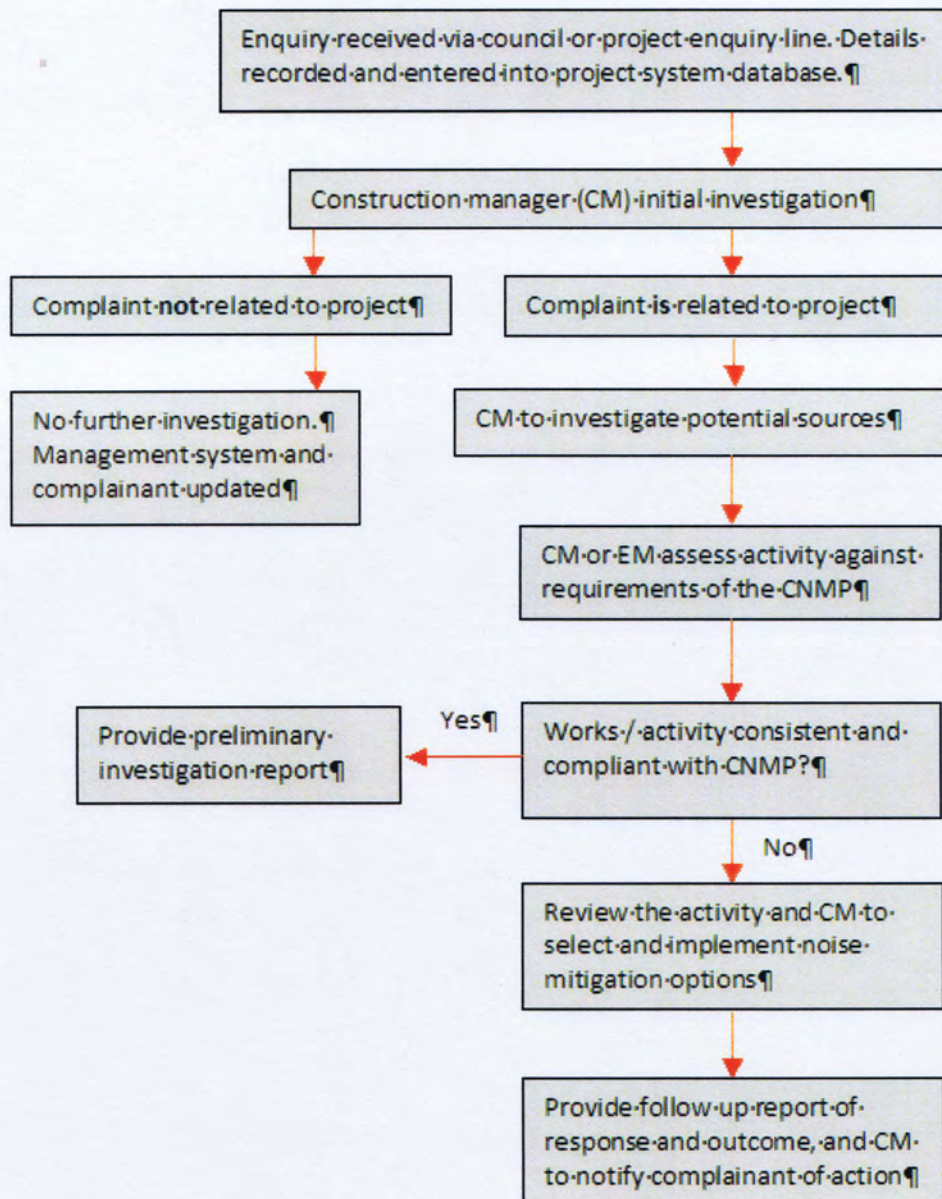 Enquiry·received·via·council·or·project·enquiry·line.·Details·
recorded·and·entered·into·project·system·database.¶
Construction·manager·(CM)·initial·investigation¶
Complaint·not·related·to·project¶
Complaint·is·related·to·project¶
No·further·investigation.¶
Management·system·and·
complainant·updated¶
CM·to·investigate·potential·sources¶
CM·or·EM·assess·activity·against·
requirements·of·the·CNMP¶
Yes¶
Provide·preliminary·
investigation·report¶
Works·/·activity·consistent·and·
compliant·with·CNMP?¶
No¶
Review·the·activity·and·CM·to·
select·and·implement·noise·
mitigation·options¶
Provide·follow·up·report·of·
response·and·outcome,·and·CM·
to·notify·complainant·of·action¶